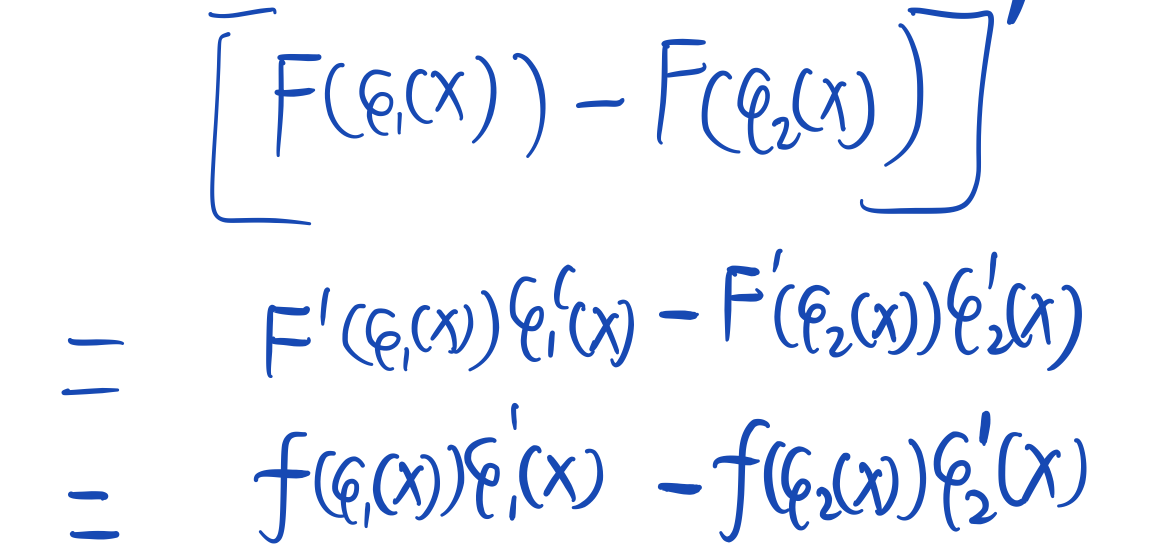 [F(φ₁(x)) − F(φ₂(x))]′
= F′(φ₁(x))φ₁′(x) − F′(φ₂(x))φ₂′(x)
= f(φ₁(x))φ₁′(x) − f(φ₂(x))φ₂′(x)